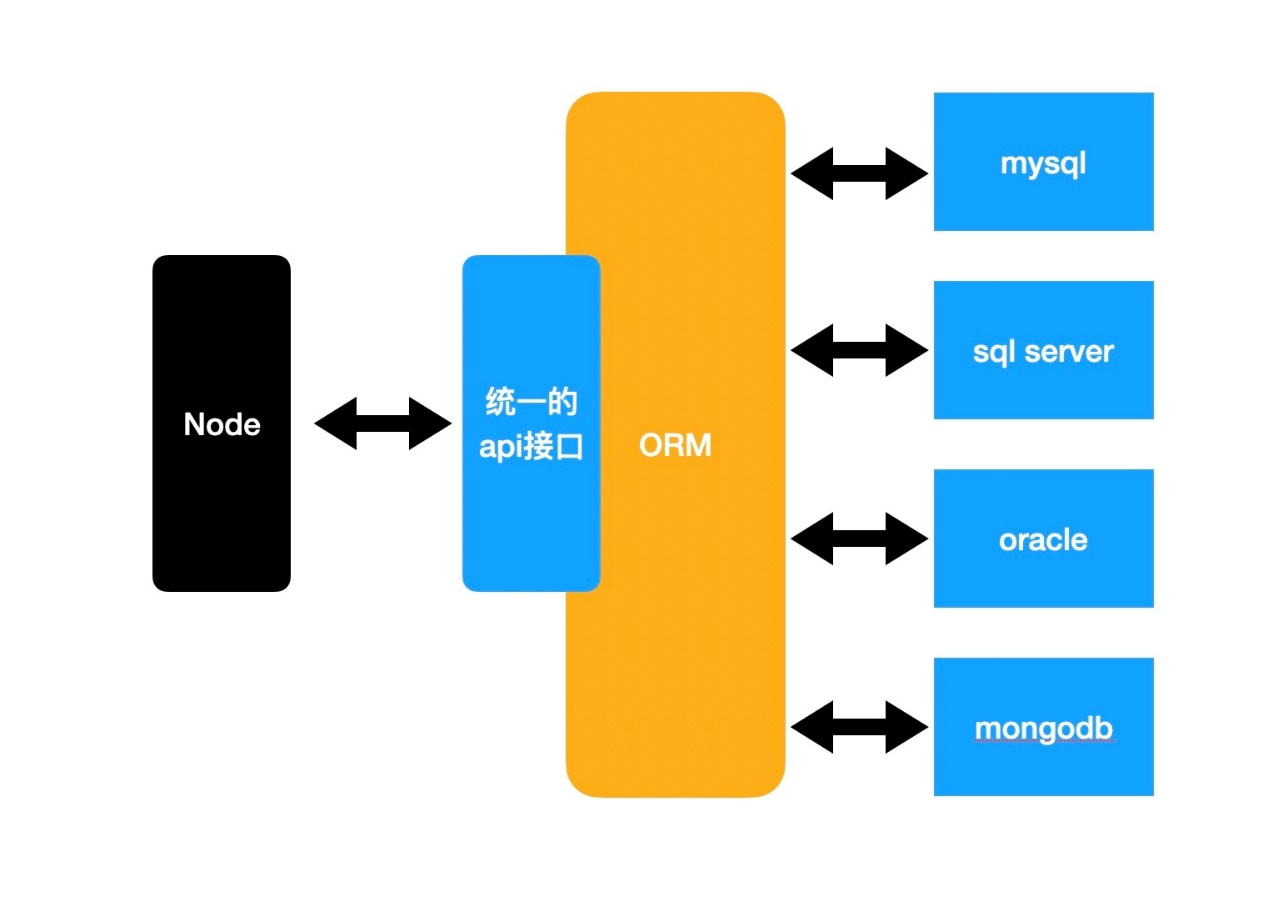 Node
统一的
api接口
ORM
mysql
sql server
oracle
mongodb